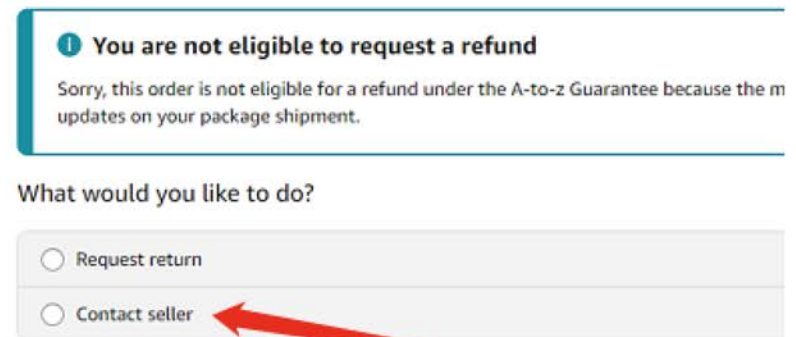 You are not eligible to request a refund
Sorry, this order is not eligible for a refund under the A-to-z Guarantee because the
updates on your package shipment.
What would you like to do?
Request return
Contact seller